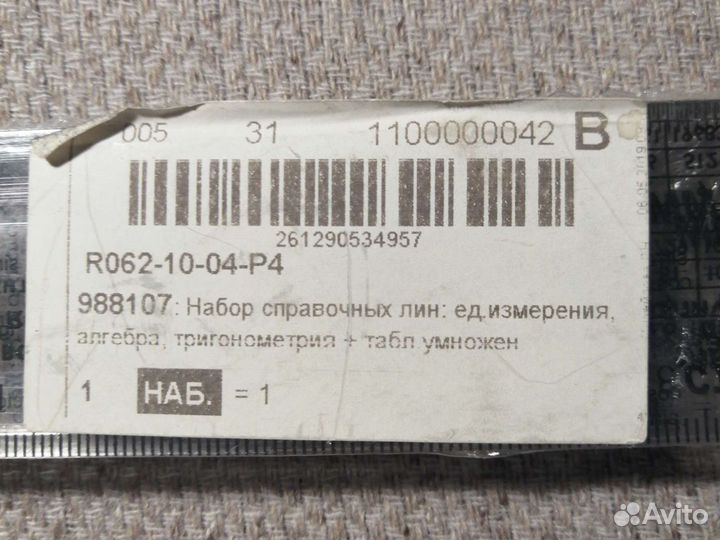 005 31 1100000042 B
261290534957
R062-10-04-P4
988107: Набор справочных лин: ед.измерения,
алгебра, тригонометрия + табл.умножен
1 НАБ. = 1
Avito